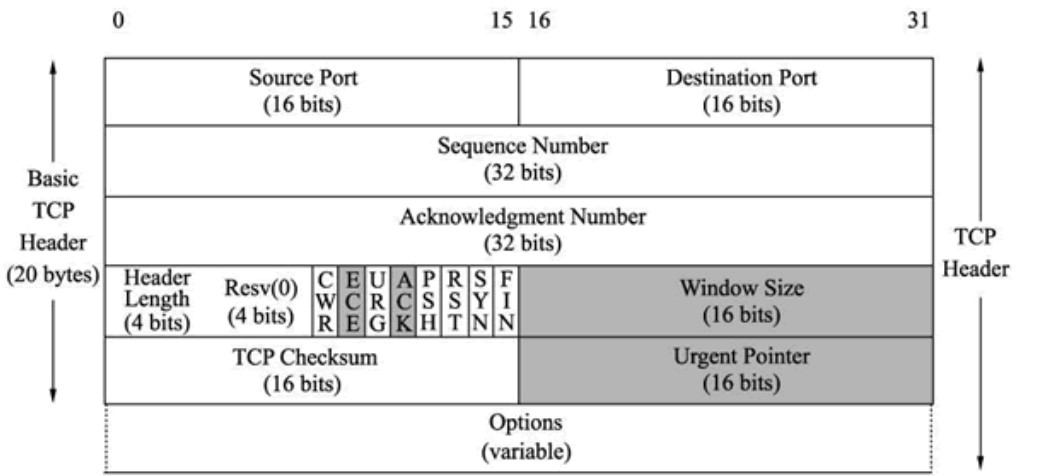 0 15 16 31
Source Port
(16 bits)
Destination Port
(16 bits)
Sequence Number
(32 bits)
Basic
TCP
Header
(20 bytes)
Acknowledgment Number
(32 bits)
TCP
Header
Header
Length
(4 bits)
Resv(0)
(4 bits)
CWR
ECE
URG
ACK
PSH
RST
SYN
FIN
Window Size
(16 bits)
TCP Checksum
(16 bits)
Urgent Pointer
(16 bits)
Options
(variable)